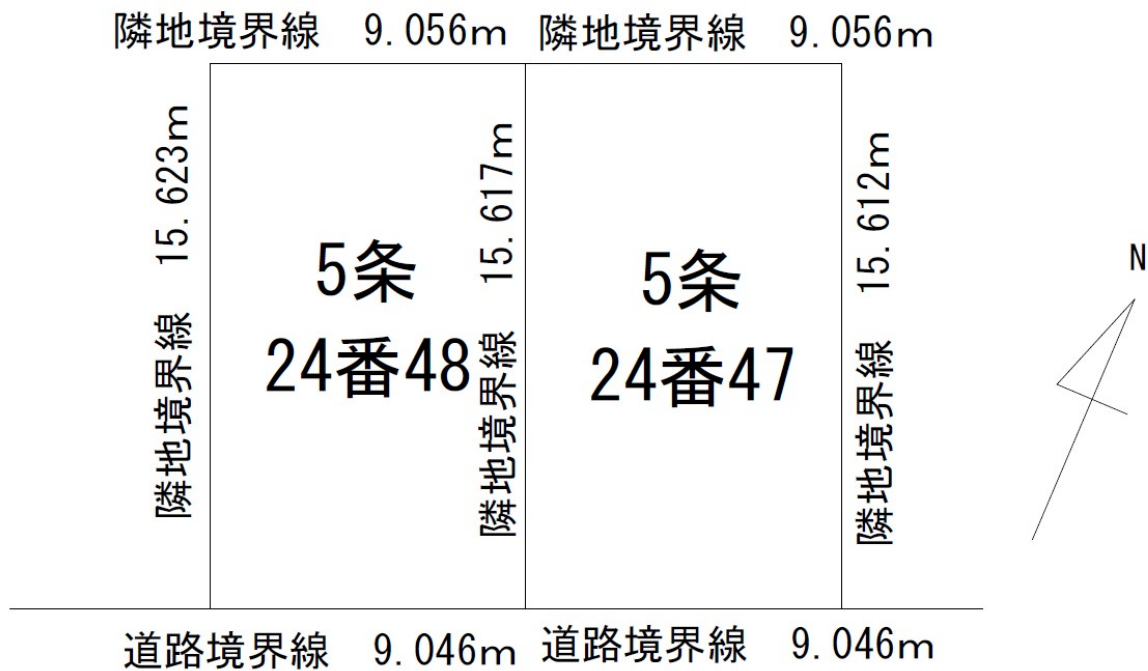 隣地境界線　9.056m　隣地境界線　9.056m
隣地境界線　15.623m
隣地境界線　15.617m
隣地境界線　15.612m
5条
24番48
5条
24番47
N
道路境界線　9.046m　道路境界線　9.046m